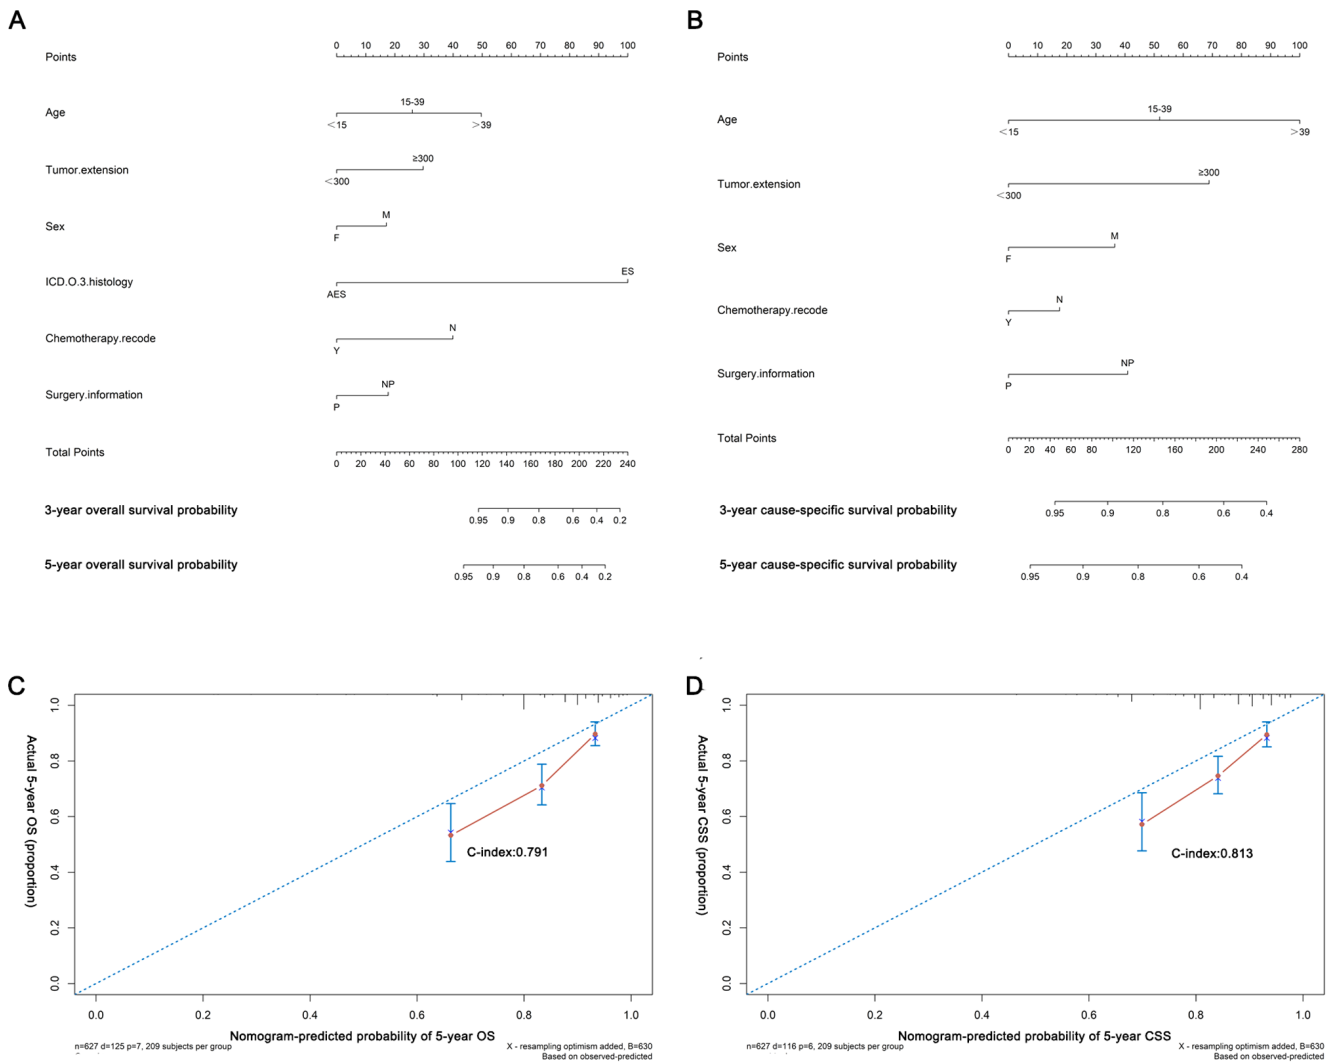 A
Points
0 10 20 30 40 50 60 70 80 90 100
Age
15-39
<15 >39
Tumor.extension
≥300
<300
Sex
M
F
ICD.O.3.histology
ES
AES
Chemotherapy.recode
N
Y
Surgery.information
NP
P
Total Points
0 20 40 60 80 100 120 140 160 180 200 220 240
3-year overall survival probability
0.95 0.9 0.8 0.6 0.4 0.2
5-year overall survival probability
0.95 0.9 0.8 0.6 0.4 0.2
B
Points
0 10 20 30 40 50 60 70 80 90 100
Age
15-39
<15 >39
Tumor.extension
≥300
<300
Sex
M
F
Chemotherapy.recode
N
Y
Surgery.information
NP
P
Total Points
0 20 40 60 80 120 160 200 240 280
3-year cause-specific survival probability
0.95 0.9 0.8 0.6 0.4
5-year cause-specific survival probability
0.95 0.9 0.8 0.6 0.4
C
Actual 5-year OS (proportion)
1.0
0.8
0.6
0.4
0.2
0.0
C-index:0.791
0.0 0.2 0.4 0.6 0.8 1.0
Nomogram-predicted probability of 5-year OS
n=627 d=125 p=7, 209 subjects per group
X - resampling optimism added, B=630
Based on observed-predicted
D
Actual 5-year CSS (proportion)
1.0
0.8
0.6
0.4
0.2
0.0
C-index:0.813
0.0 0.2 0.4 0.6 0.8 1.0
Nomogram-predicted probability of 5-year CSS
n=627 d=116 p=6, 209 subjects per group
X - resampling optimism added, B=630
Based on observed-predicted